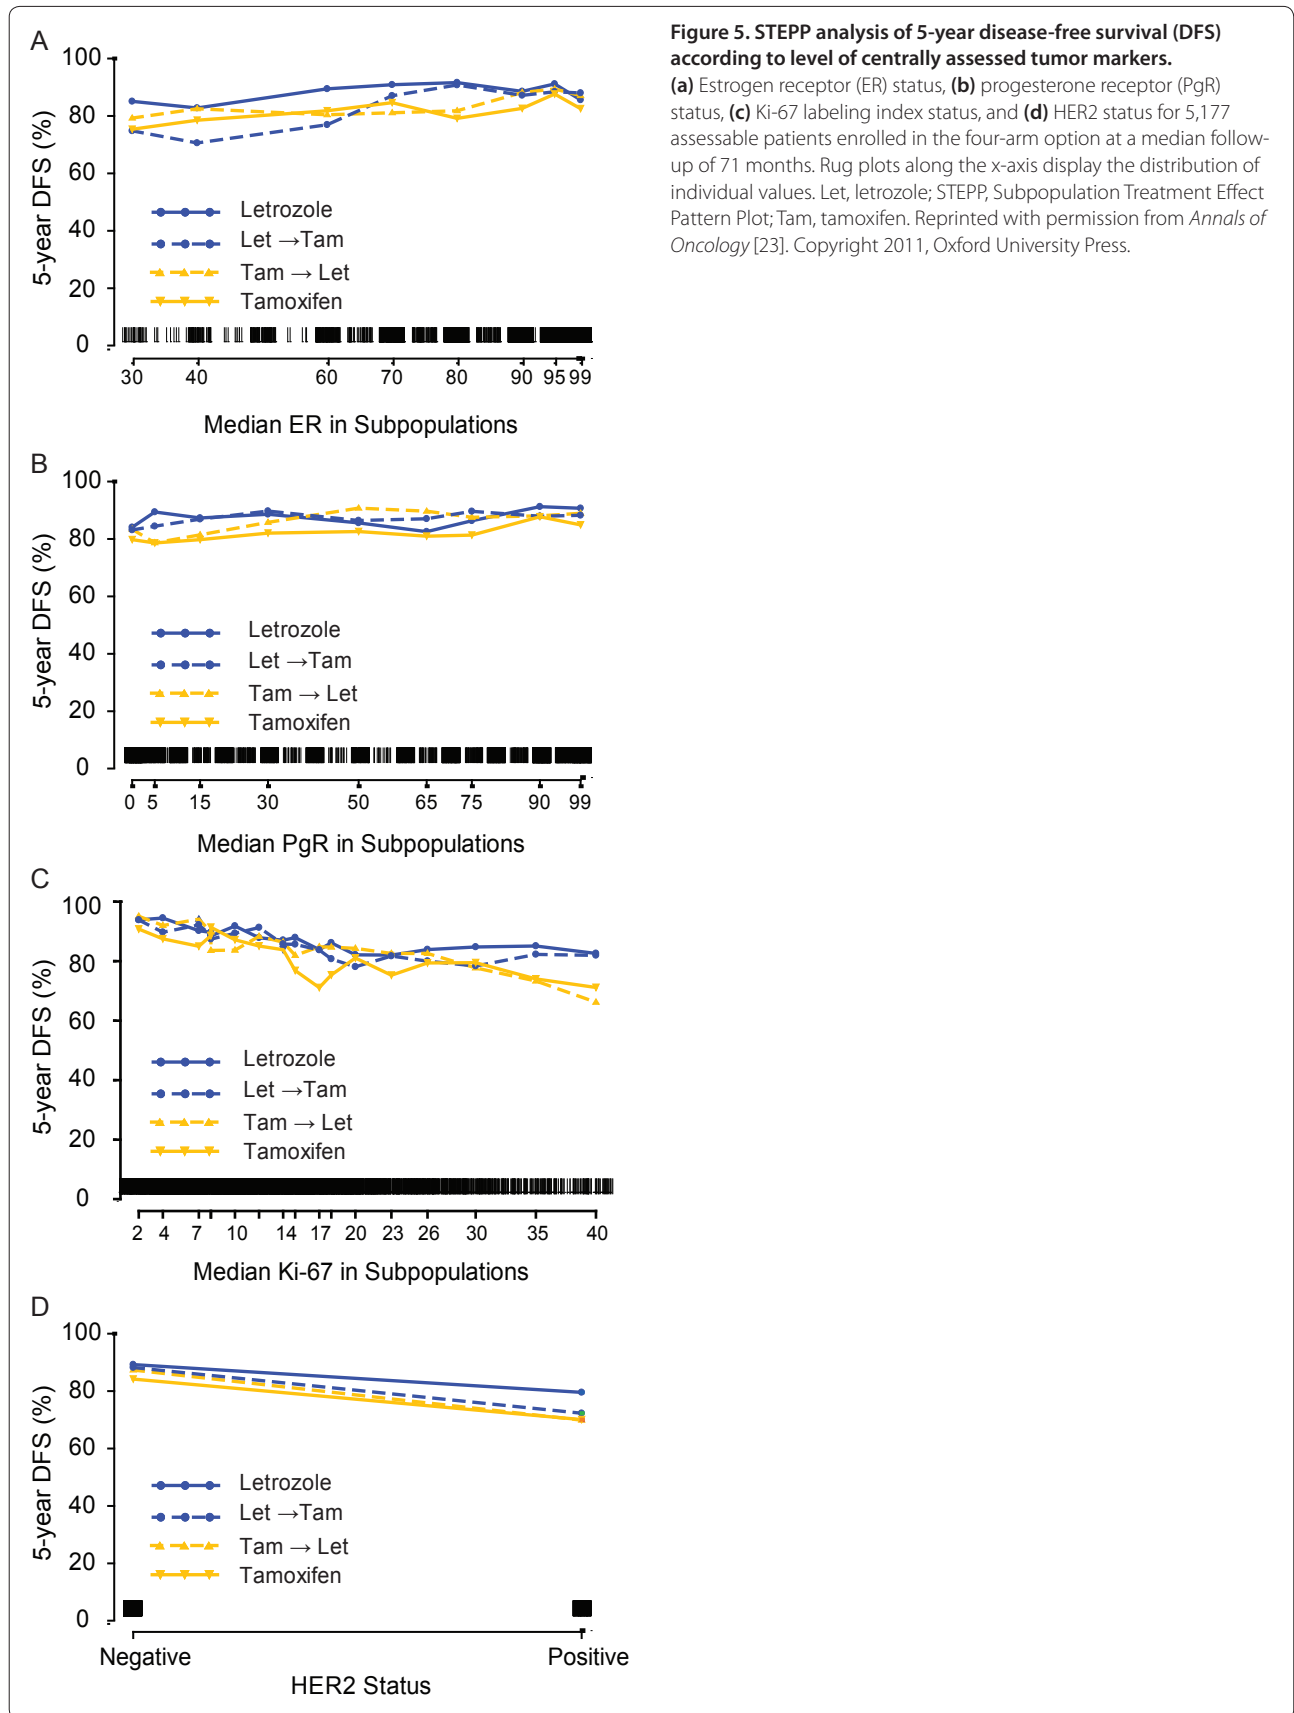 A
100
80
60
40
20
0
5-year DFS (%)
Letrozole
Let →Tam
Tam → Let
Tamoxifen
30 40 60 70 80 90 95 99
Median ER in Subpopulations
B
100
80
60
40
20
0
5-year DFS (%)
Letrozole
Let →Tam
Tam → Let
Tamoxifen
0 5 15 30 50 65 75 90 99
Median PgR in Subpopulations
C
100
80
60
40
20
0
5-year DFS (%)
Letrozole
Let →Tam
Tam → Let
Tamoxifen
2 4 7 10 14 17 20 23 26 30 35 40
Median Ki-67 in Subpopulations
D
100
80
60
40
20
0
5-year DFS (%)
Letrozole
Let →Tam
Tam → Let
Tamoxifen
Negative Positive
HER2 Status
Figure 5. STEPP analysis of 5-year disease-free survival (DFS)
according to level of centrally assessed tumor markers.
(a) Estrogen receptor (ER) status, (b) progesterone receptor (PgR)
status, (c) Ki-67 labeling index status, and (d) HER2 status for 5,177
assessable patients enrolled in the four-arm option at a median follow-
up of 71 months. Rug plots along the x-axis display the distribution of
individual values. Let, letrozole; STEPP, Subpopulation Treatment Effect
Pattern Plot; Tam, tamoxifen. Reprinted with permission from Annals of
Oncology [23]. Copyright 2011, Oxford University Press.